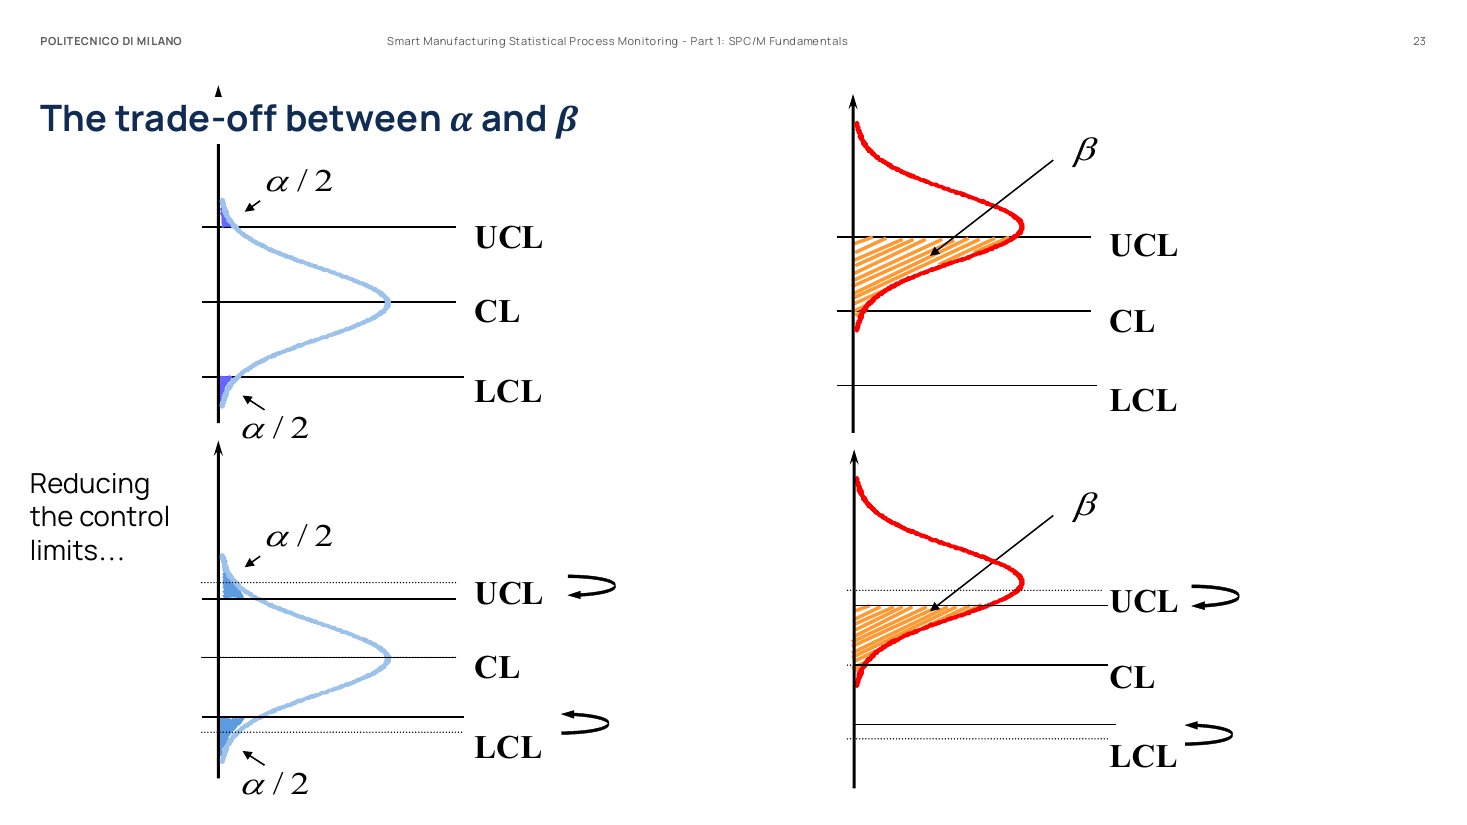 POLITECNICO DI MILANO
Smart Manufacturing Statistical Process Monitoring - Part 1: SPC/M Fundamentals
23
The trade-off between α and β
α / 2
UCL
CL
LCL
α / 2
β
UCL
CL
LCL
Reducing
the control
limits...
α / 2
UCL
CL
LCL
α / 2
β
UCL
CL
LCL